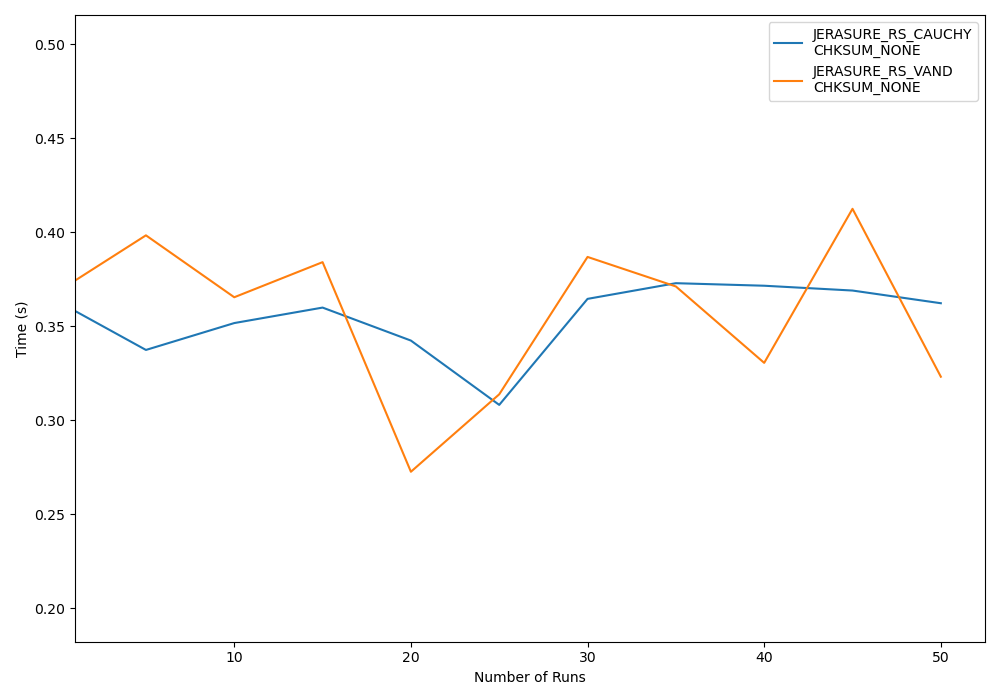 JERASURE_RS_CAUCHY
CHKSUM_NONE
JERASURE_RS_VAND
CHKSUM_NONE
0.50
0.45
0.40
0.35
0.30
0.25
0.20
Time (s)
10 20 30 40 50
Number of Runs